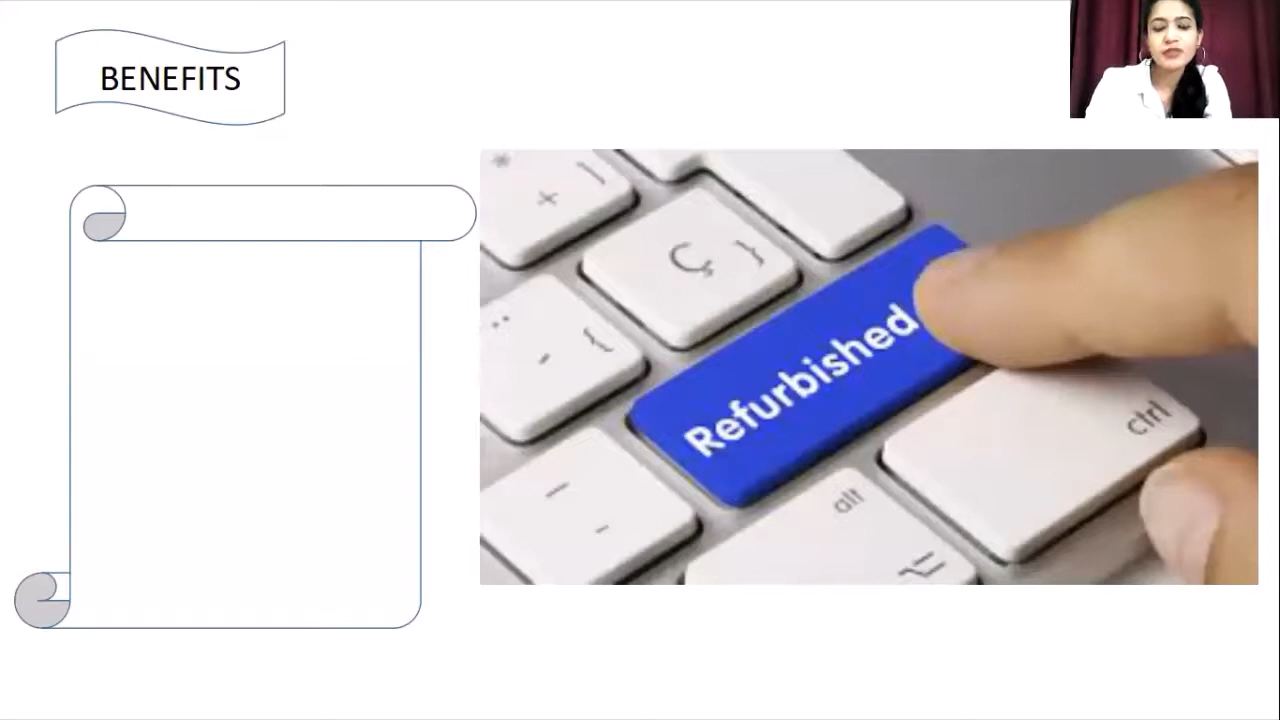 BENEFITS
* + ]
Ç }
¨ - {
Refurbished
ctrl
alt